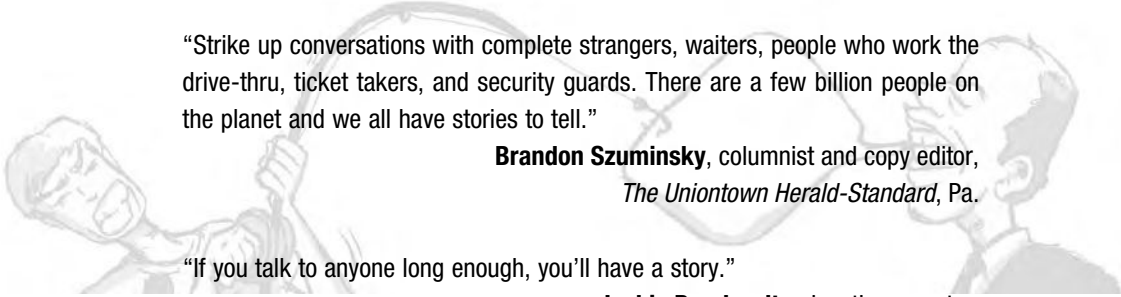 “Strike up conversations with complete strangers, waiters, people who work the
drive-thru, ticket takers, and security guards. There are a few billion people on
the planet and we all have stories to tell.”
Brandon Szuminsky, columnist and copy editor,
The Uniontown Herald-Standard, Pa.
“If you talk to anyone long enough, you’ll have a story.”